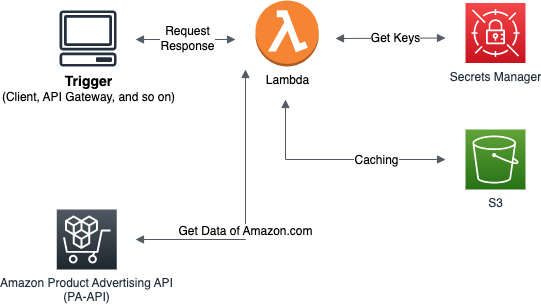 Request
Response
Get Keys
Trigger
(Client, API Gateway, and so on)
Lambda
Secrets Manager
Caching
S3
Get Data of Amazon.com
Amazon Product Advertising API
(PA-API)